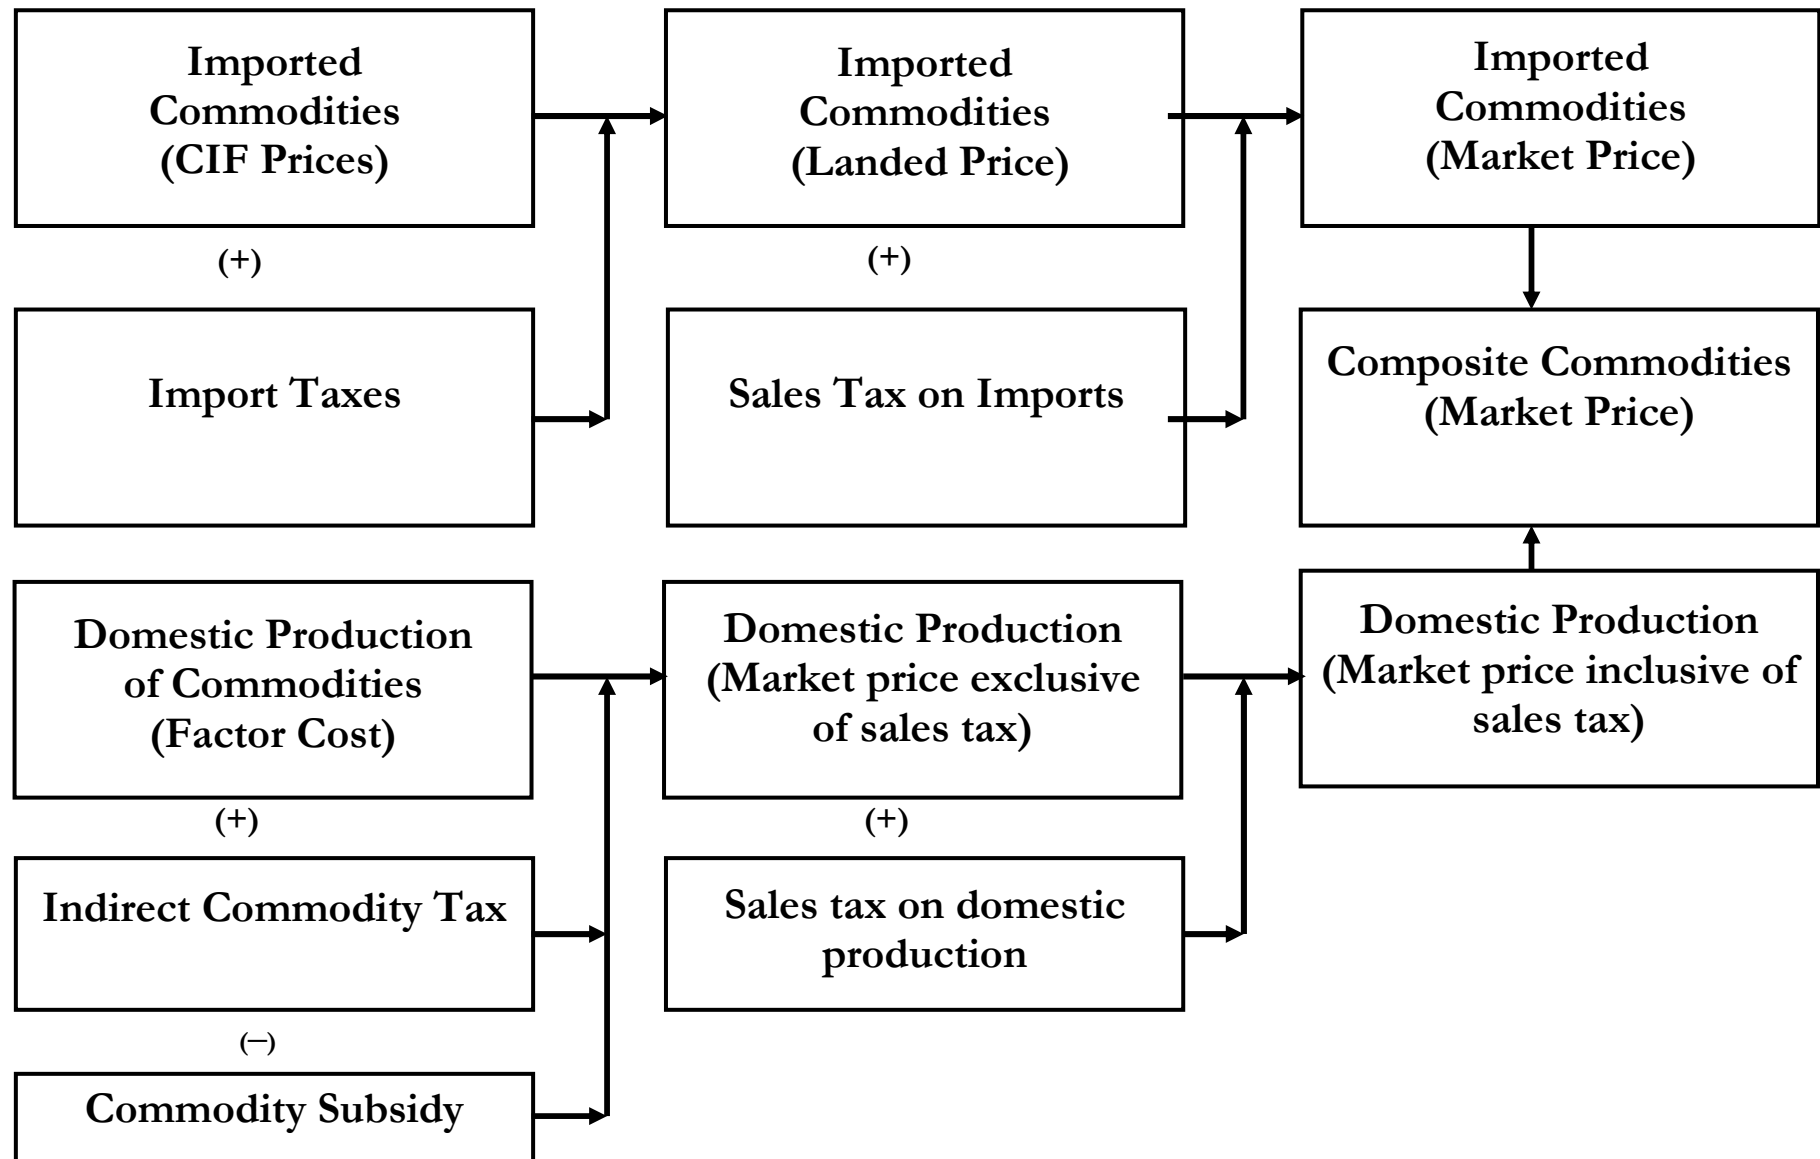 Imported
Commodities
(CIF Prices)
Imported
Commodities
(Landed Price)
Imported
Commodities
(Market Price)
(+)
(+)
Import Taxes
Sales Tax on Imports
Composite Commodities
(Market Price)
Domestic Production
of Commodities
(Factor Cost)
Domestic Production
(Market price exclusive
of sales tax)
Domestic Production
(Market price inclusive of
sales tax)
(+)
(+)
Indirect Commodity Tax
Sales tax on domestic
production
(–)
Commodity Subsidy